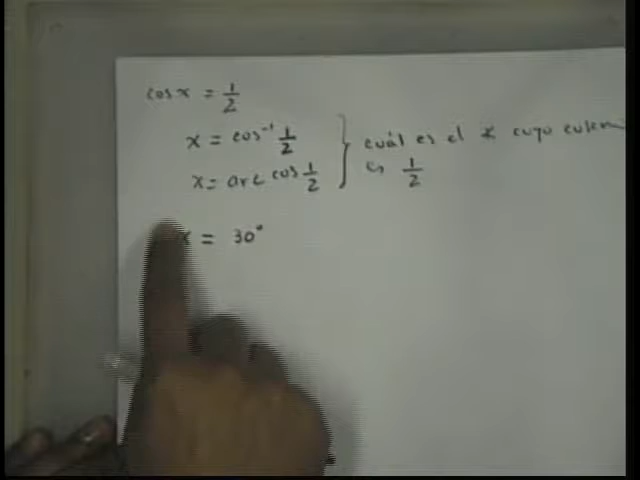 cos x = 1/2
x = cos⁻¹ 1/2
x = arc cos 1/2
cuál es el x cuyo
es 1/2
x = 30°